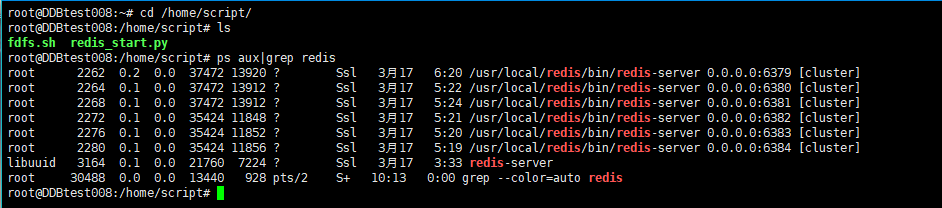 root@DDBtest008:~# cd /home/script/
root@DDBtest008:/home/script# ls
fdfs.sh  redis_start.py
root@DDBtest008:/home/script# ps aux|grep redis
root      2262  0.2  0.0  37472 13920 ?        Ssl   3月17   6:20 /usr/local/redis/bin/redis-server 0.0.0.0:6379 [cluster]
root      2264  0.1  0.0  37472 13912 ?        Ssl   3月17   5:22 /usr/local/redis/bin/redis-server 0.0.0.0:6380 [cluster]
root      2268  0.1  0.0  37472 13912 ?        Ssl   3月17   5:24 /usr/local/redis/bin/redis-server 0.0.0.0:6381 [cluster]
root      2272  0.1  0.0  35424 11848 ?        Ssl   3月17   5:21 /usr/local/redis/bin/redis-server 0.0.0.0:6382 [cluster]
root      2276  0.1  0.0  35424 11852 ?        Ssl   3月17   5:20 /usr/local/redis/bin/redis-server 0.0.0.0:6383 [cluster]
root      2280  0.1  0.0  35424 11856 ?        Ssl   3月17   5:19 /usr/local/redis/bin/redis-server 0.0.0.0:6384 [cluster]
libuuid   3164  0.1  0.0  21760  7224 ?        Ssl   3月17   3:33 redis-server
root     30488  0.0  0.0  13440   928 pts/2    S+   10:13   0:00 grep --color=auto redis
root@DDBtest008:/home/script#